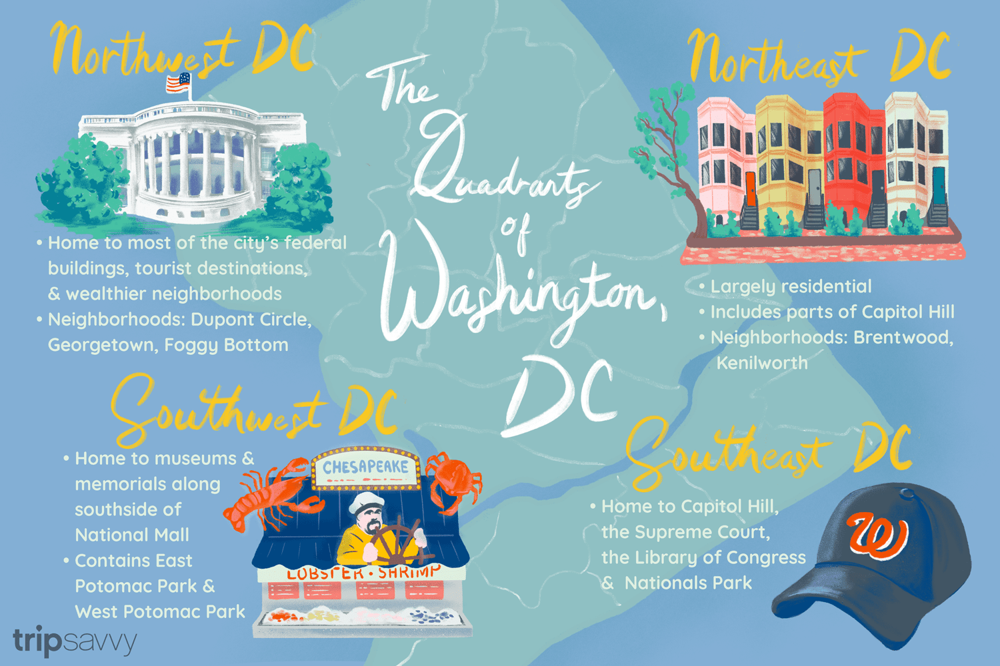 Northwest DC
• Home to most of the city's federal
buildings, tourist destinations,
& wealthier neighborhoods
• Neighborhoods: Dupont Circle,
Georgetown, Foggy Bottom
The
Quadrants
of
Washington,
DC
Northeast DC
• Largely residential
• Includes parts of Capitol Hill
• Neighborhoods: Brentwood,
Kenilworth
Southwest DC
• Home to museums &
memorials along
southside of
National Mall
• Contains East
Potomac Park &
West Potomac Park
CHESAPEAKE
LOBSTER • SHRIMP
Southeast DC
• Home to Capitol Hill,
the Supreme Court,
the Library of Congress
& Nationals Park
W
tripsavvy